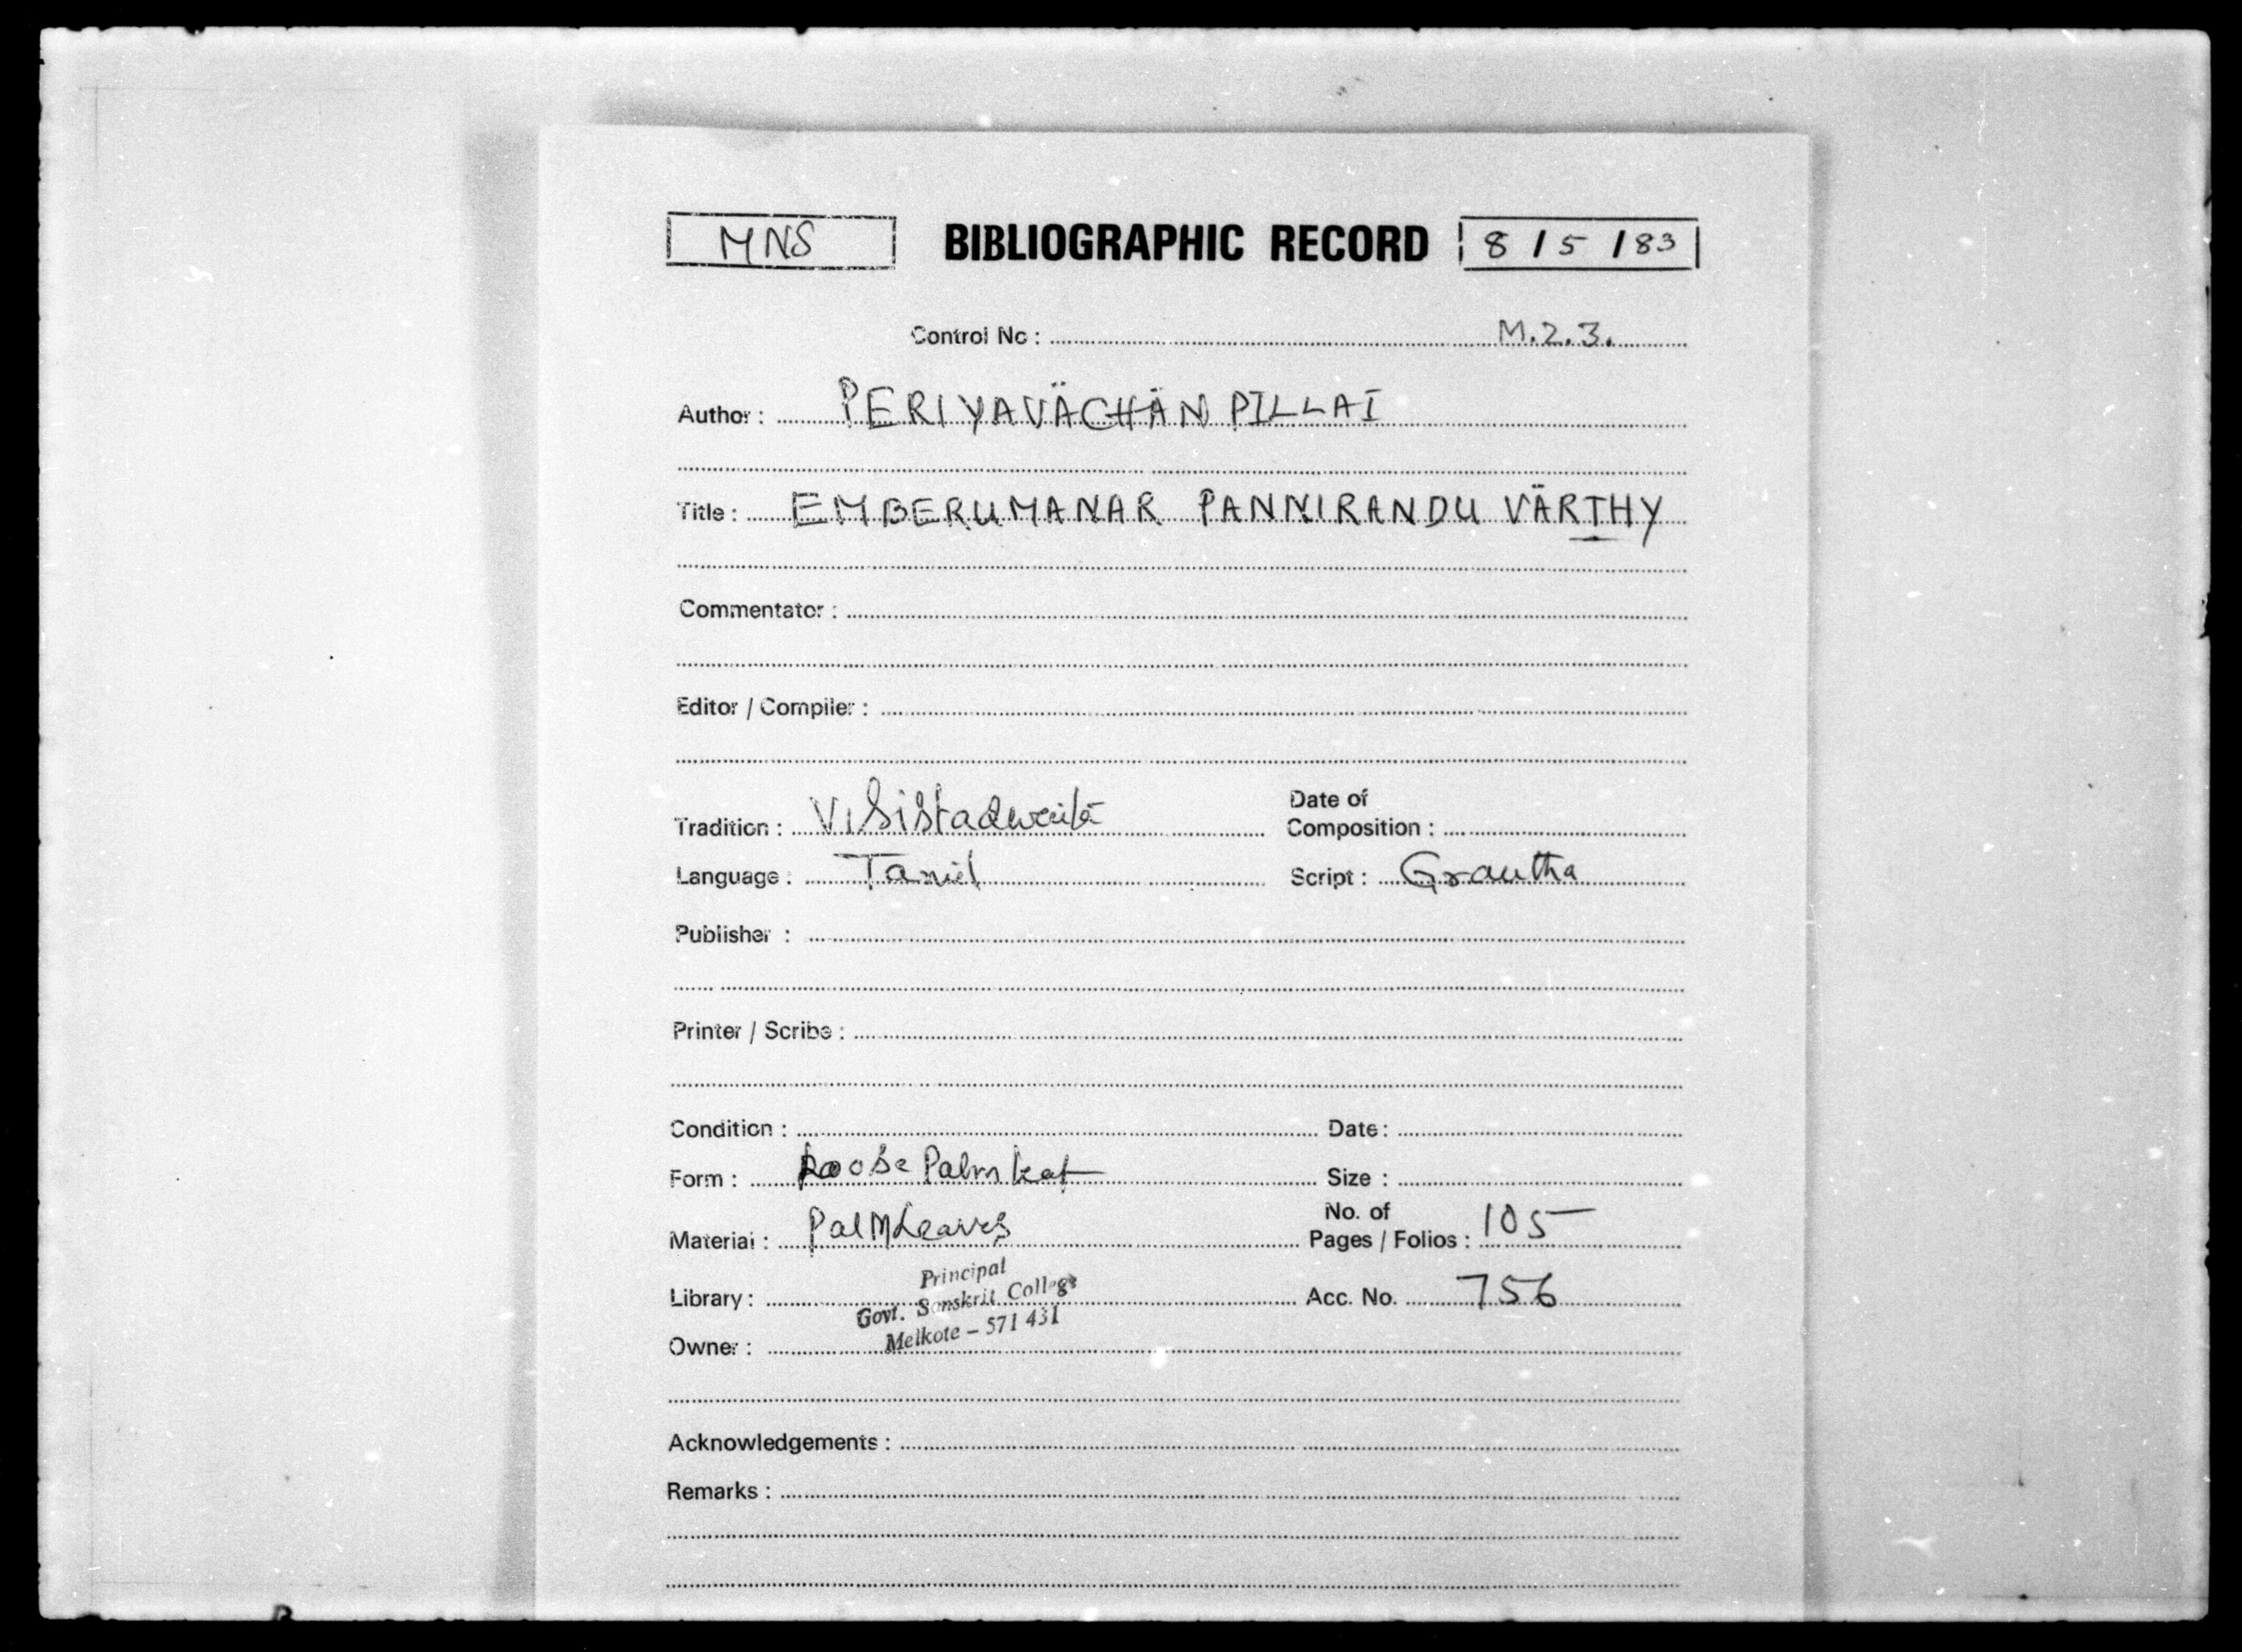 MNS BIBLIOGRAPHIC RECORD 8/5/83
Control No : M.2.3.
Author : PERIYAVÄCHÄN PILLAI
Title : EMBERUMANAR PANNIRANDU VÄRTHY
Commentator :
Editor / Compiler :
Tradition : Visistadwaita
Date of
Composition :
Language : Tamil Script : Grantha
Publisher :
Printer / Scribe :
Condition : Date :
Form : Loose Palm leaf Size :
Material : Palm Leaves
No. of
Pages / Folios : 105
Library : Acc. No. 756
Principal
Govt. Sanskrit College
Melkote – 571 431
Owner :
Acknowledgements :
Remarks :